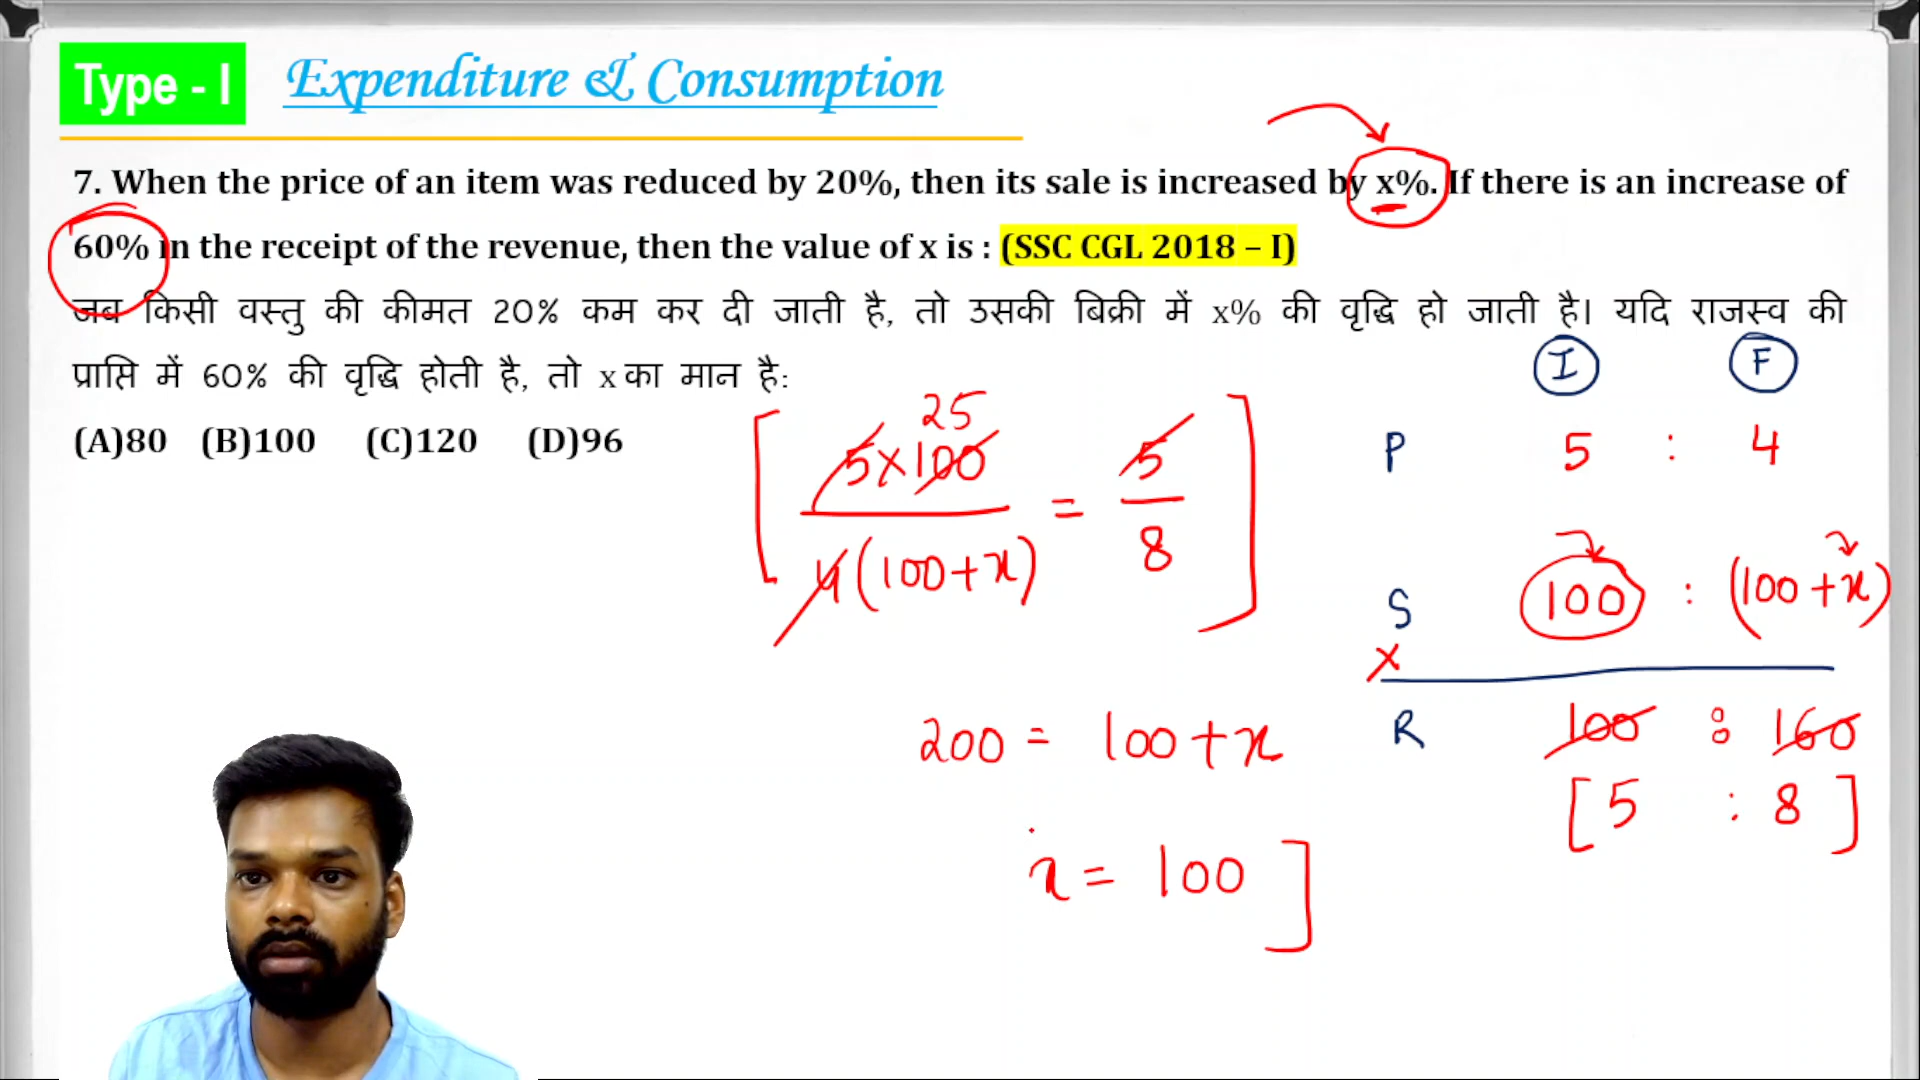 Type - I Expenditure & Consumption
7. When the price of an item was reduced by 20%, then its sale is increased by x%. If there is an increase of
60% in the receipt of the revenue, then the value of x is : (SSC CGL 2018 – I)
जब किसी वस्तु की कीमत 20% कम कर दी जाती है, तो उसकी बिक्री में x% की वृद्धि हो जाती है। यदि राजस्व की
प्राप्ति में 60% की वृद्धि होती है, तो x का मान है:
(A)80 (B)100 (C)120 (D)96
I F
25
[ 5×100 / 4(100+x) = 5/8 ]
P 5 : 4
S 100 : (100+x)
×
R 100 : 160
[ 5 : 8 ]
200 = 100+x
x = 100 ]